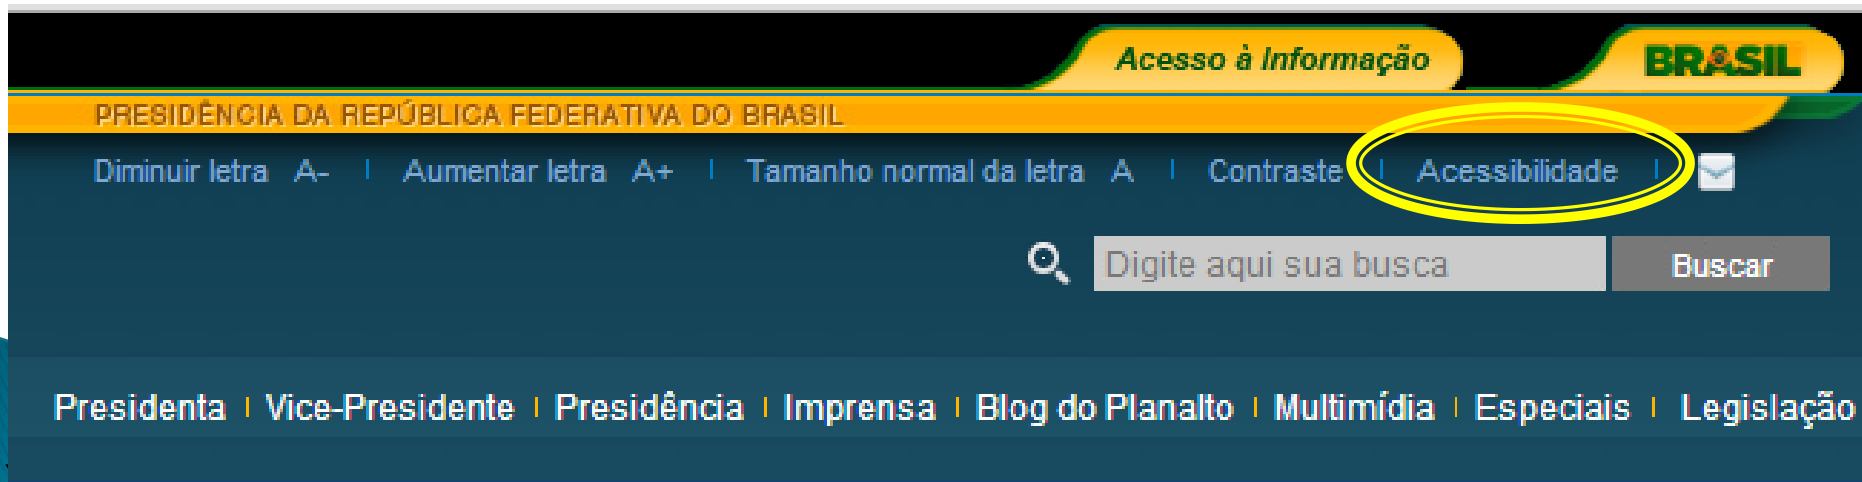 Acesso à Informação BRASIL
PRESIDÊNCIA DA REPÚBLICA FEDERATIVA DO BRASIL
Diminuir letra A- | Aumentar letra A+ | Tamanho normal da letra A | Contraste | Acessibilidade |
Digite aqui sua busca Buscar
Presidenta | Vice-Presidente | Presidência | Imprensa | Blog do Planalto | Multimídia | Especiais | Legislação